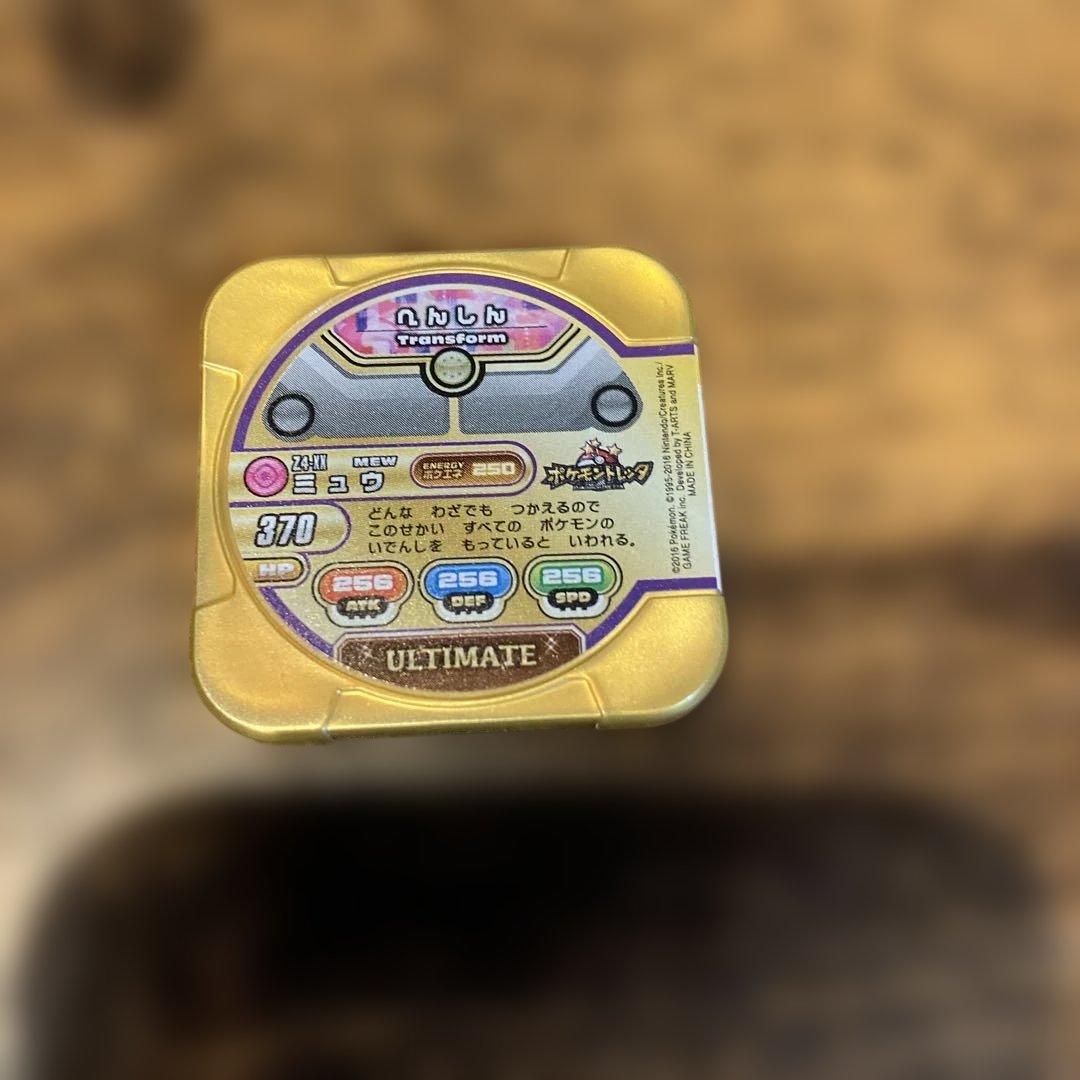 へんしん
Transform
Z4-XX MEW
ミュウ
ENERGY
ポケエネ 250
ポケモントレッタ
370
HP
どんな わざでも つかえるので
このせかい すべての ポケモンの
いでんしを もっていると いわれる。
256 256 256
ATK DEF SPD
ULTIMATE
©2016 Pokémon. ©1995-2016 Nintendo/Creatures Inc./
GAME FREAK inc. Developed by T-ARTS and MARV
MADE IN CHINA